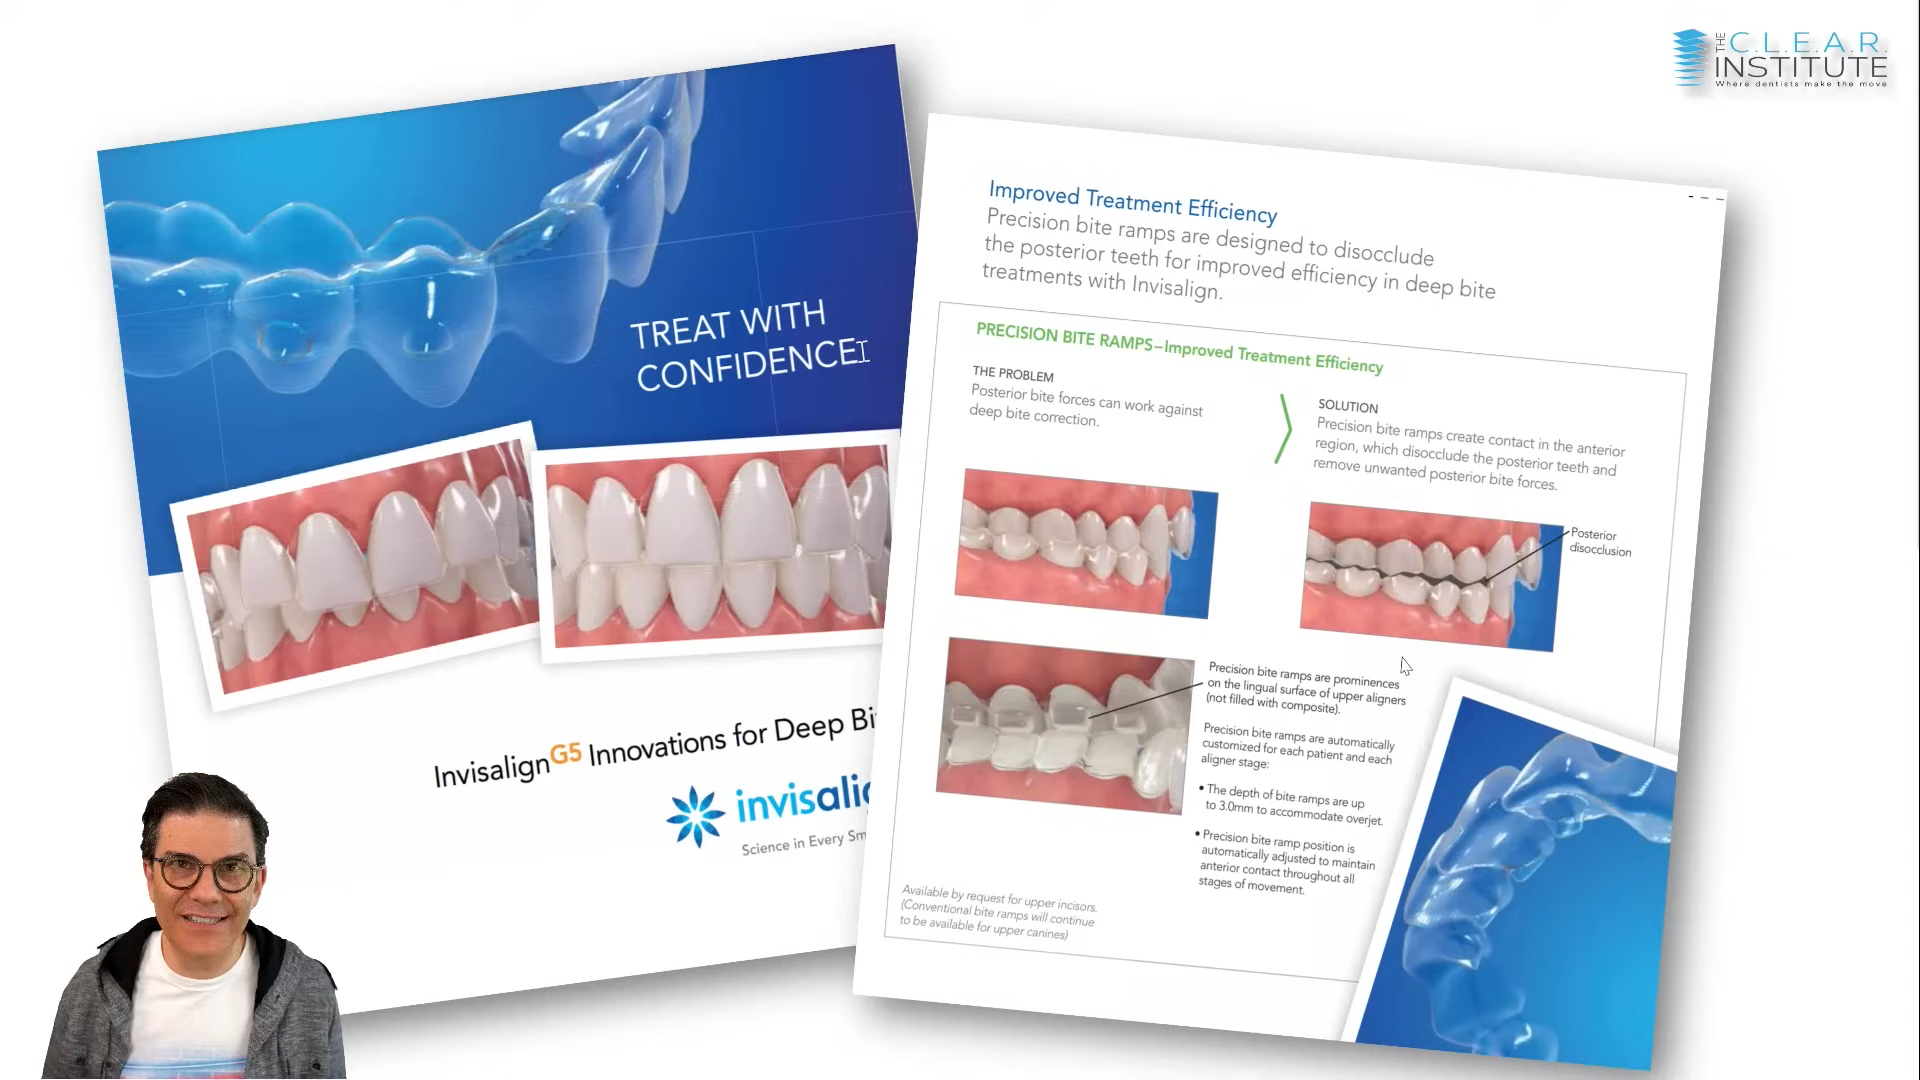 THE C.L.E.A.R.
INSTITUTE
Where dentists make the move
TREAT WITH
CONFIDENCE
InvisalignG5 Innovations for Deep Bi
invisalig
Science in Every Sm
Improved Treatment Efficiency
Precision bite ramps are designed to disocclude
the posterior teeth for improved efficiency in deep bite
treatments with Invisalign.
PRECISION BITE RAMPS–Improved Treatment Efficiency
THE PROBLEM
Posterior bite forces can work against
deep bite correction.
SOLUTION
Precision bite ramps create contact in the anterior
region, which disocclude the posterior teeth and
remove unwanted posterior bite forces.
Posterior
disocclusion
Precision bite ramps are prominences
on the lingual surface of upper aligners
(not filled with composite).
Precision bite ramps are automatically
customized for each patient and each
aligner stage:
• The depth of bite ramps are up
to 3.0mm to accommodate overjet.
• Precision bite ramp position is
automatically adjusted to maintain
anterior contact throughout all
stages of movement.
Available by request for upper incisors.
(Conventional bite ramps will continue
to be available for upper canines)